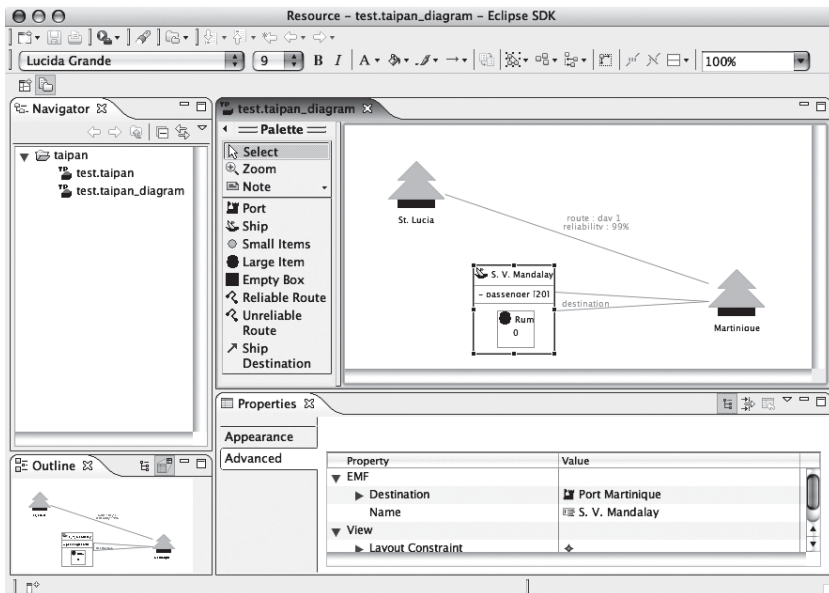 Resource – test.taipan_diagram – Eclipse SDK
Lucida Grande
9
B I A
100%
Navigator
taipan
test.taipan
test.taipan_diagram
test.taipan_diagram
Palette
Select
Zoom
Note
Port
Ship
Small Items
Large Item
Empty Box
Reliable Route
Unreliable
Route
Ship
Destination
St. Lucia
route : day 1
reliability : 99%
S. V. Mandalay
– passenger [20]
destination
Rum
0
Martinique
Outline
Properties
Appearance
Advanced
Property Value
EMF
Destination Port Martinique
Name S. V. Mandalay
View
Layout Constraint